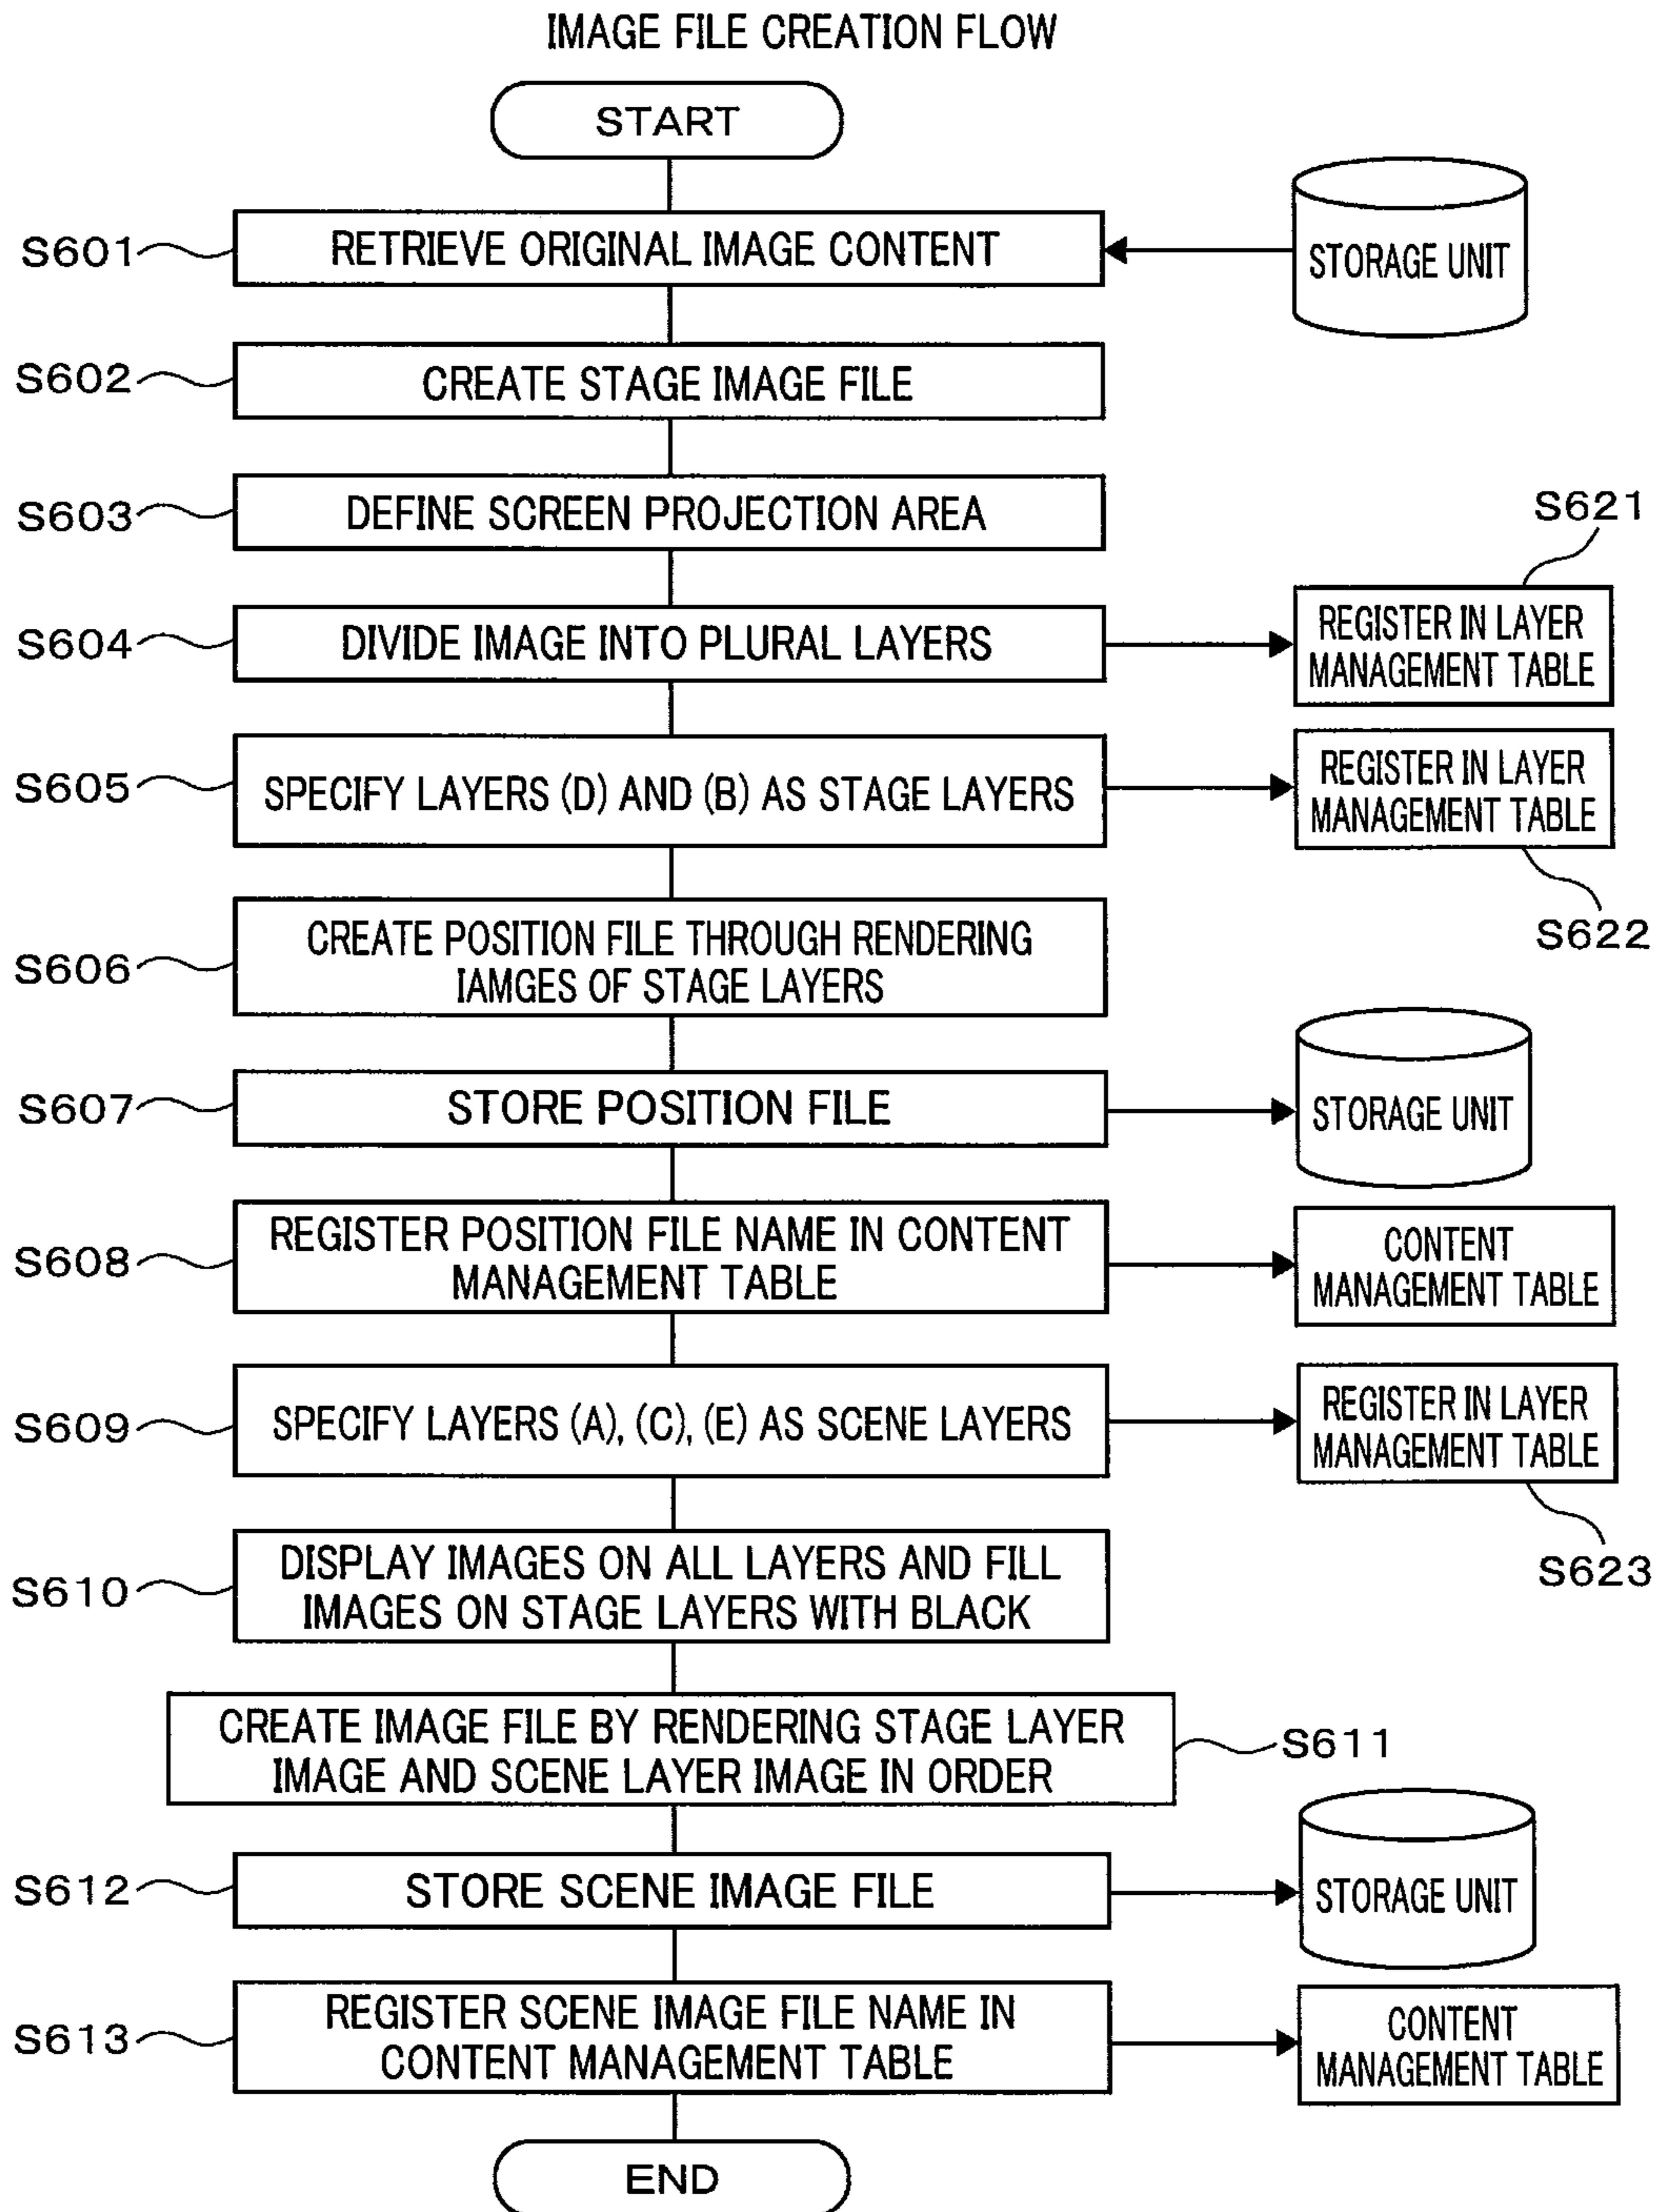 IMAGE FILE CREATION FLOW
START
S601
RETRIEVE ORIGINAL IMAGE CONTENT
STORAGE UNIT
S602
CREATE STAGE IMAGE FILE
S603
DEFINE SCREEN PROJECTION AREA
S621
S604
DIVIDE IMAGE INTO PLURAL LAYERS
REGISTER IN LAYER
MANAGEMENT TABLE
S605
SPECIFY LAYERS (D) AND (B) AS STAGE LAYERS
REGISTER IN LAYER
MANAGEMENT TABLE
S622
S606
CREATE POSITION FILE THROUGH RENDERING
IAMGES OF STAGE LAYERS
S607
STORE POSITION FILE
STORAGE UNIT
S608
REGISTER POSITION FILE NAME IN CONTENT
MANAGEMENT TABLE
CONTENT
MANAGEMENT TABLE
S609
SPECIFY LAYERS (A), (C), (E) AS SCENE LAYERS
REGISTER IN LAYER
MANAGEMENT TABLE
S623
S610
DISPLAY IMAGES ON ALL LAYERS AND FILL
IMAGES ON STAGE LAYERS WITH BLACK
CREATE IMAGE FILE BY RENDERING STAGE LAYER
IMAGE AND SCENE LAYER IMAGE IN ORDER
S611
S612
STORE SCENE IMAGE FILE
STORAGE UNIT
S613
REGISTER SCENE IMAGE FILE NAME IN
CONTENT MANAGEMENT TABLE
CONTENT
MANAGEMENT TABLE
END